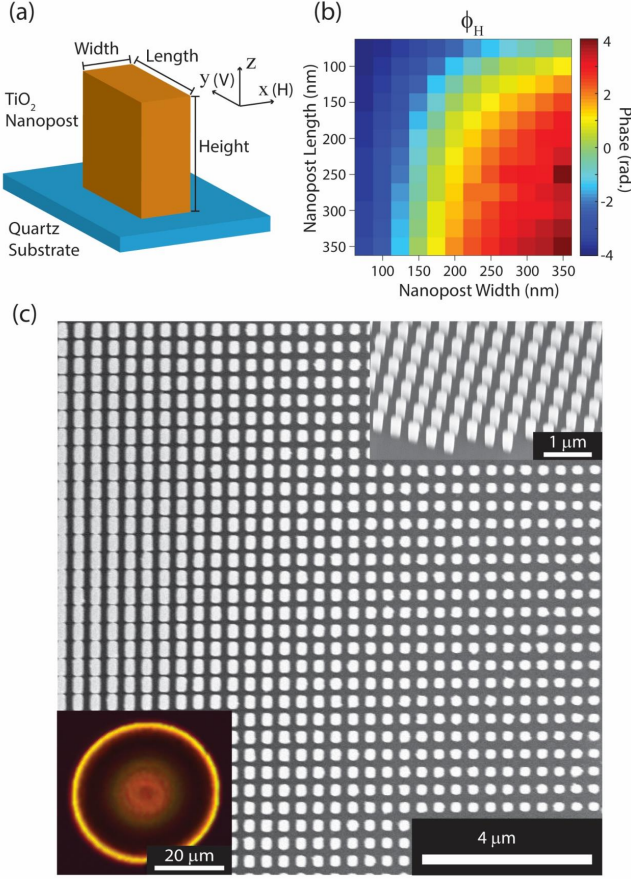 (a)
Width
Length
z
y (V)
x (H)
TiO₂
Nanopost
Height
Quartz
Substrate
(b)
ϕH
Nanopost Length (nm)
100
150
200
250
300
350
100 150 200 250 300 350
Nanopost Width (nm)
4
2
0
-2
-4
Phase (rad.)
(c)
1 μm
20 μm
4 μm